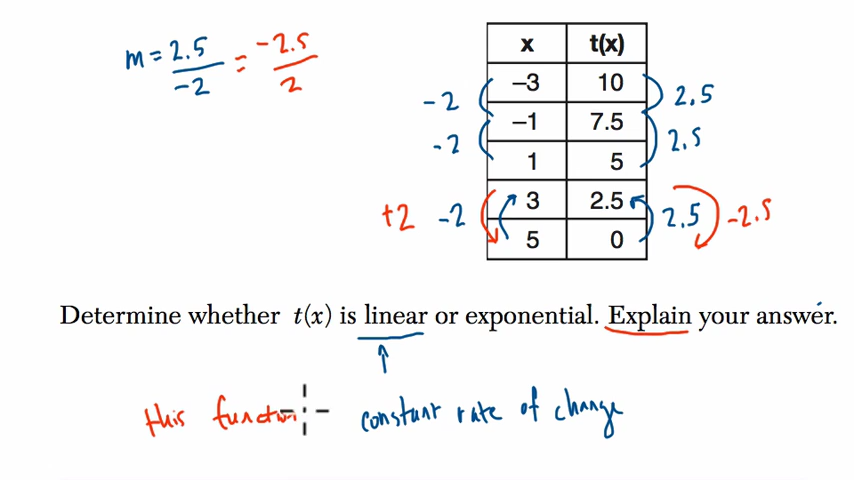 m = 2.5/-2 = -2.5/2
x t(x)
-3 10
-2 2.5
-1 7.5
-2 2.5
1 5
+2 -2 3 2.5 2.5 -2.5
5 0
Determine whether t(x) is linear or exponential. Explain your answer.
this function constant rate of change